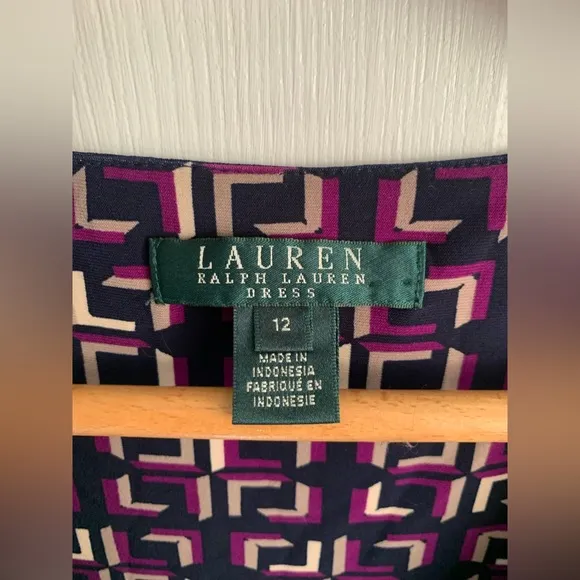 LAUREN
RALPH LAUREN
DRESS
12
MADE IN
INDONESIA
FABRIQUÉ EN
INDONESIE